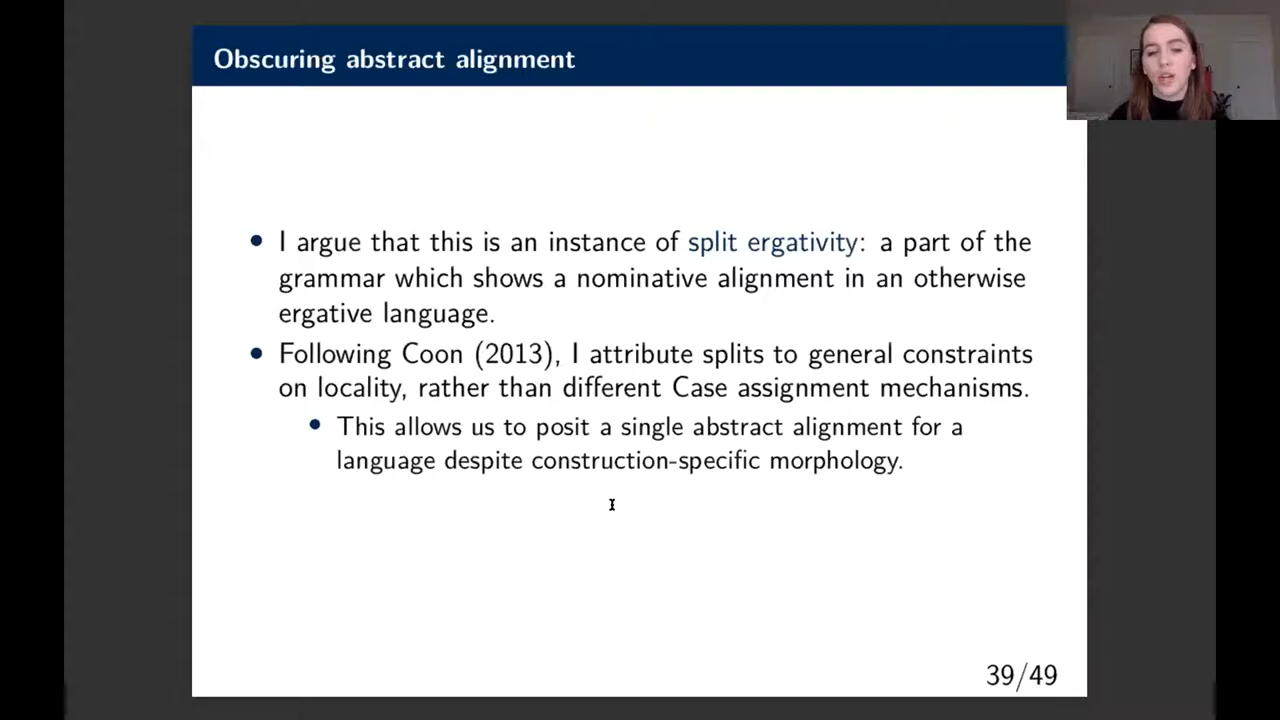 Obscuring abstract alignment
• I argue that this is an instance of split ergativity: a part of the
grammar which shows a nominative alignment in an otherwise
ergative language.
• Following Coon (2013), I attribute splits to general constraints
on locality, rather than different Case assignment mechanisms.
• This allows us to posit a single abstract alignment for a
language despite construction-specific morphology.
39/49